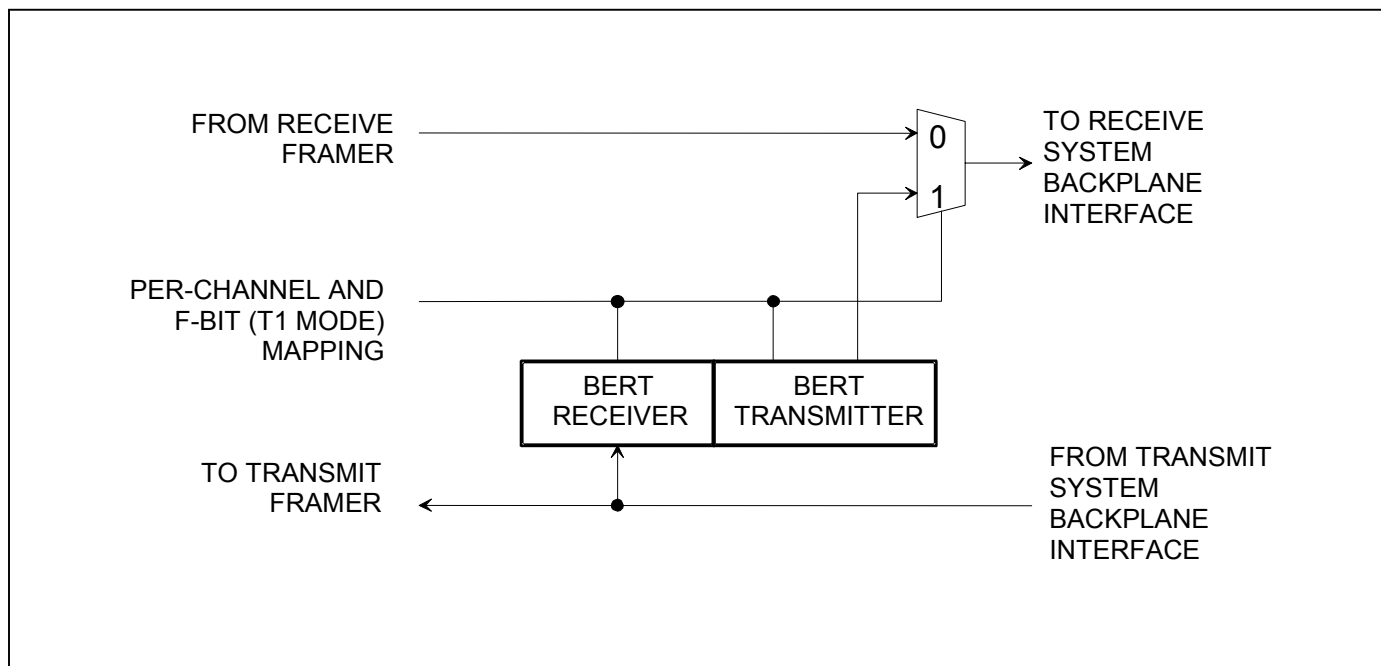 FROM RECEIVE
FRAMER
0
1
TO RECEIVE
SYSTEM
BACKPLANE
INTERFACE
PER-CHANNEL AND
F-BIT (T1 MODE)
MAPPING
BERT
RECEIVER
BERT
TRANSMITTER
TO TRANSMIT
FRAMER
FROM TRANSMIT
SYSTEM
BACKPLANE
INTERFACE